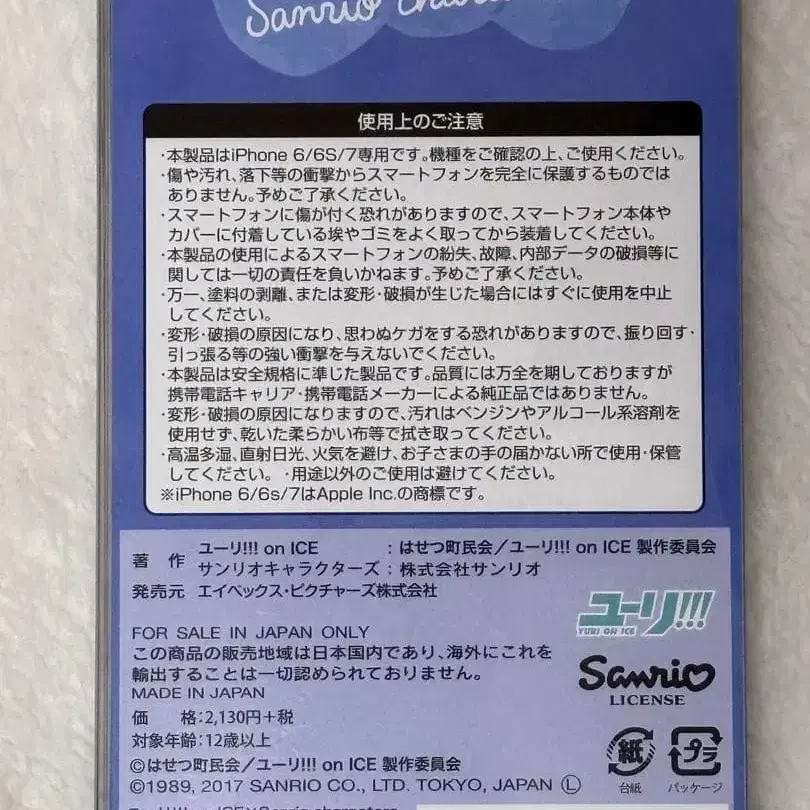 Sanrio
使用上のご注意
・本製品はiPhone 6/6S/7専用です。機種をご確認の上、ご使用ください。
・傷や汚れ、落下等の衝撃からスマートフォンを完全に保護するものでは
ありません。予めご了承ください。
・スマートフォンに傷が付く恐れがありますので、スマートフォン本体や
カバーに付着している埃やゴミをよく取ってから装着してください。
・本製品の使用によるスマートフォンの紛失、故障、内部データの破損等に
関しては一切の責任を負いかねます。予めご了承ください。
・万一、塗料の剥離、または変形・破損が生じた場合にはすぐに使用を中止
してください。
・変形・破損の原因になり、思わぬケガをする恐れがありますので、振り回す・
引っ張る等の強い衝撃を与えないでください。
・本製品は安全規格に準じた製品です。品質には万全を期しておりますが
携帯電話キャリア・携帯電話メーカーによる純正品ではありません。
・変形・破損の原因になりますので、汚れはベンジンやアルコール系溶剤を
使用せず、乾いた柔らかい布等で拭き取ってください。
・高温多湿、直射日光、火気を避け、お子さまの手の届かない所で使用・保管
してください。 ・用途以外のご使用は避けてください。
※iPhone 6/6s/7はApple Inc.の商標です。
著 作 ユーリ!!! on ICE : はせつ町民会/ユーリ!!! on ICE 製作委員会
サンリオキャラクターズ : 株式会社サンリオ
発売元 エイベックス・ピクチャーズ株式会社
FOR SALE IN JAPAN ONLY
この商品の販売地域は日本国内であり、海外にこれを
輸出することは一切認められておりません。
MADE IN JAPAN
価 格:2,130円+税
対象年齢:12歳以上
©はせつ町民会/ユーリ!!! on ICE 製作委員会
©1989, 2017 SANRIO CO., LTD. TOKYO, JAPAN Ⓛ
ユーリ!!!
YURI ON ICE
Sanrio
LICENSE
紙
プラ
台紙
パッケージ